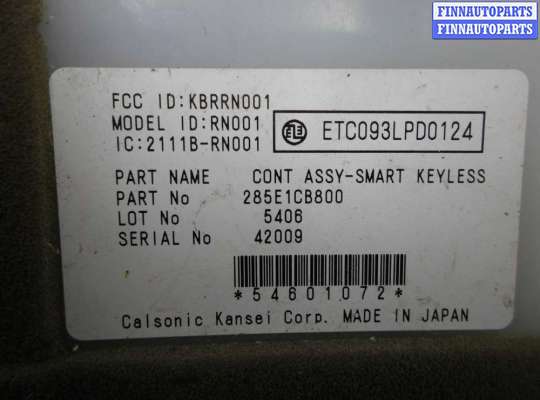 FINNAUTOPARTS
FINNAUTOPARTS
FCC ID:KBRRN001
MODEL ID:RN001
IC:2111B-RN001
ETC093LPD0124
PART NAME CONT ASSY-SMART KEYLESS
PART No 285E1CB800
LOT No 5406
SERIAL No 42009
*54601072*
Calsonic Kansei Corp. MADE IN JAPAN